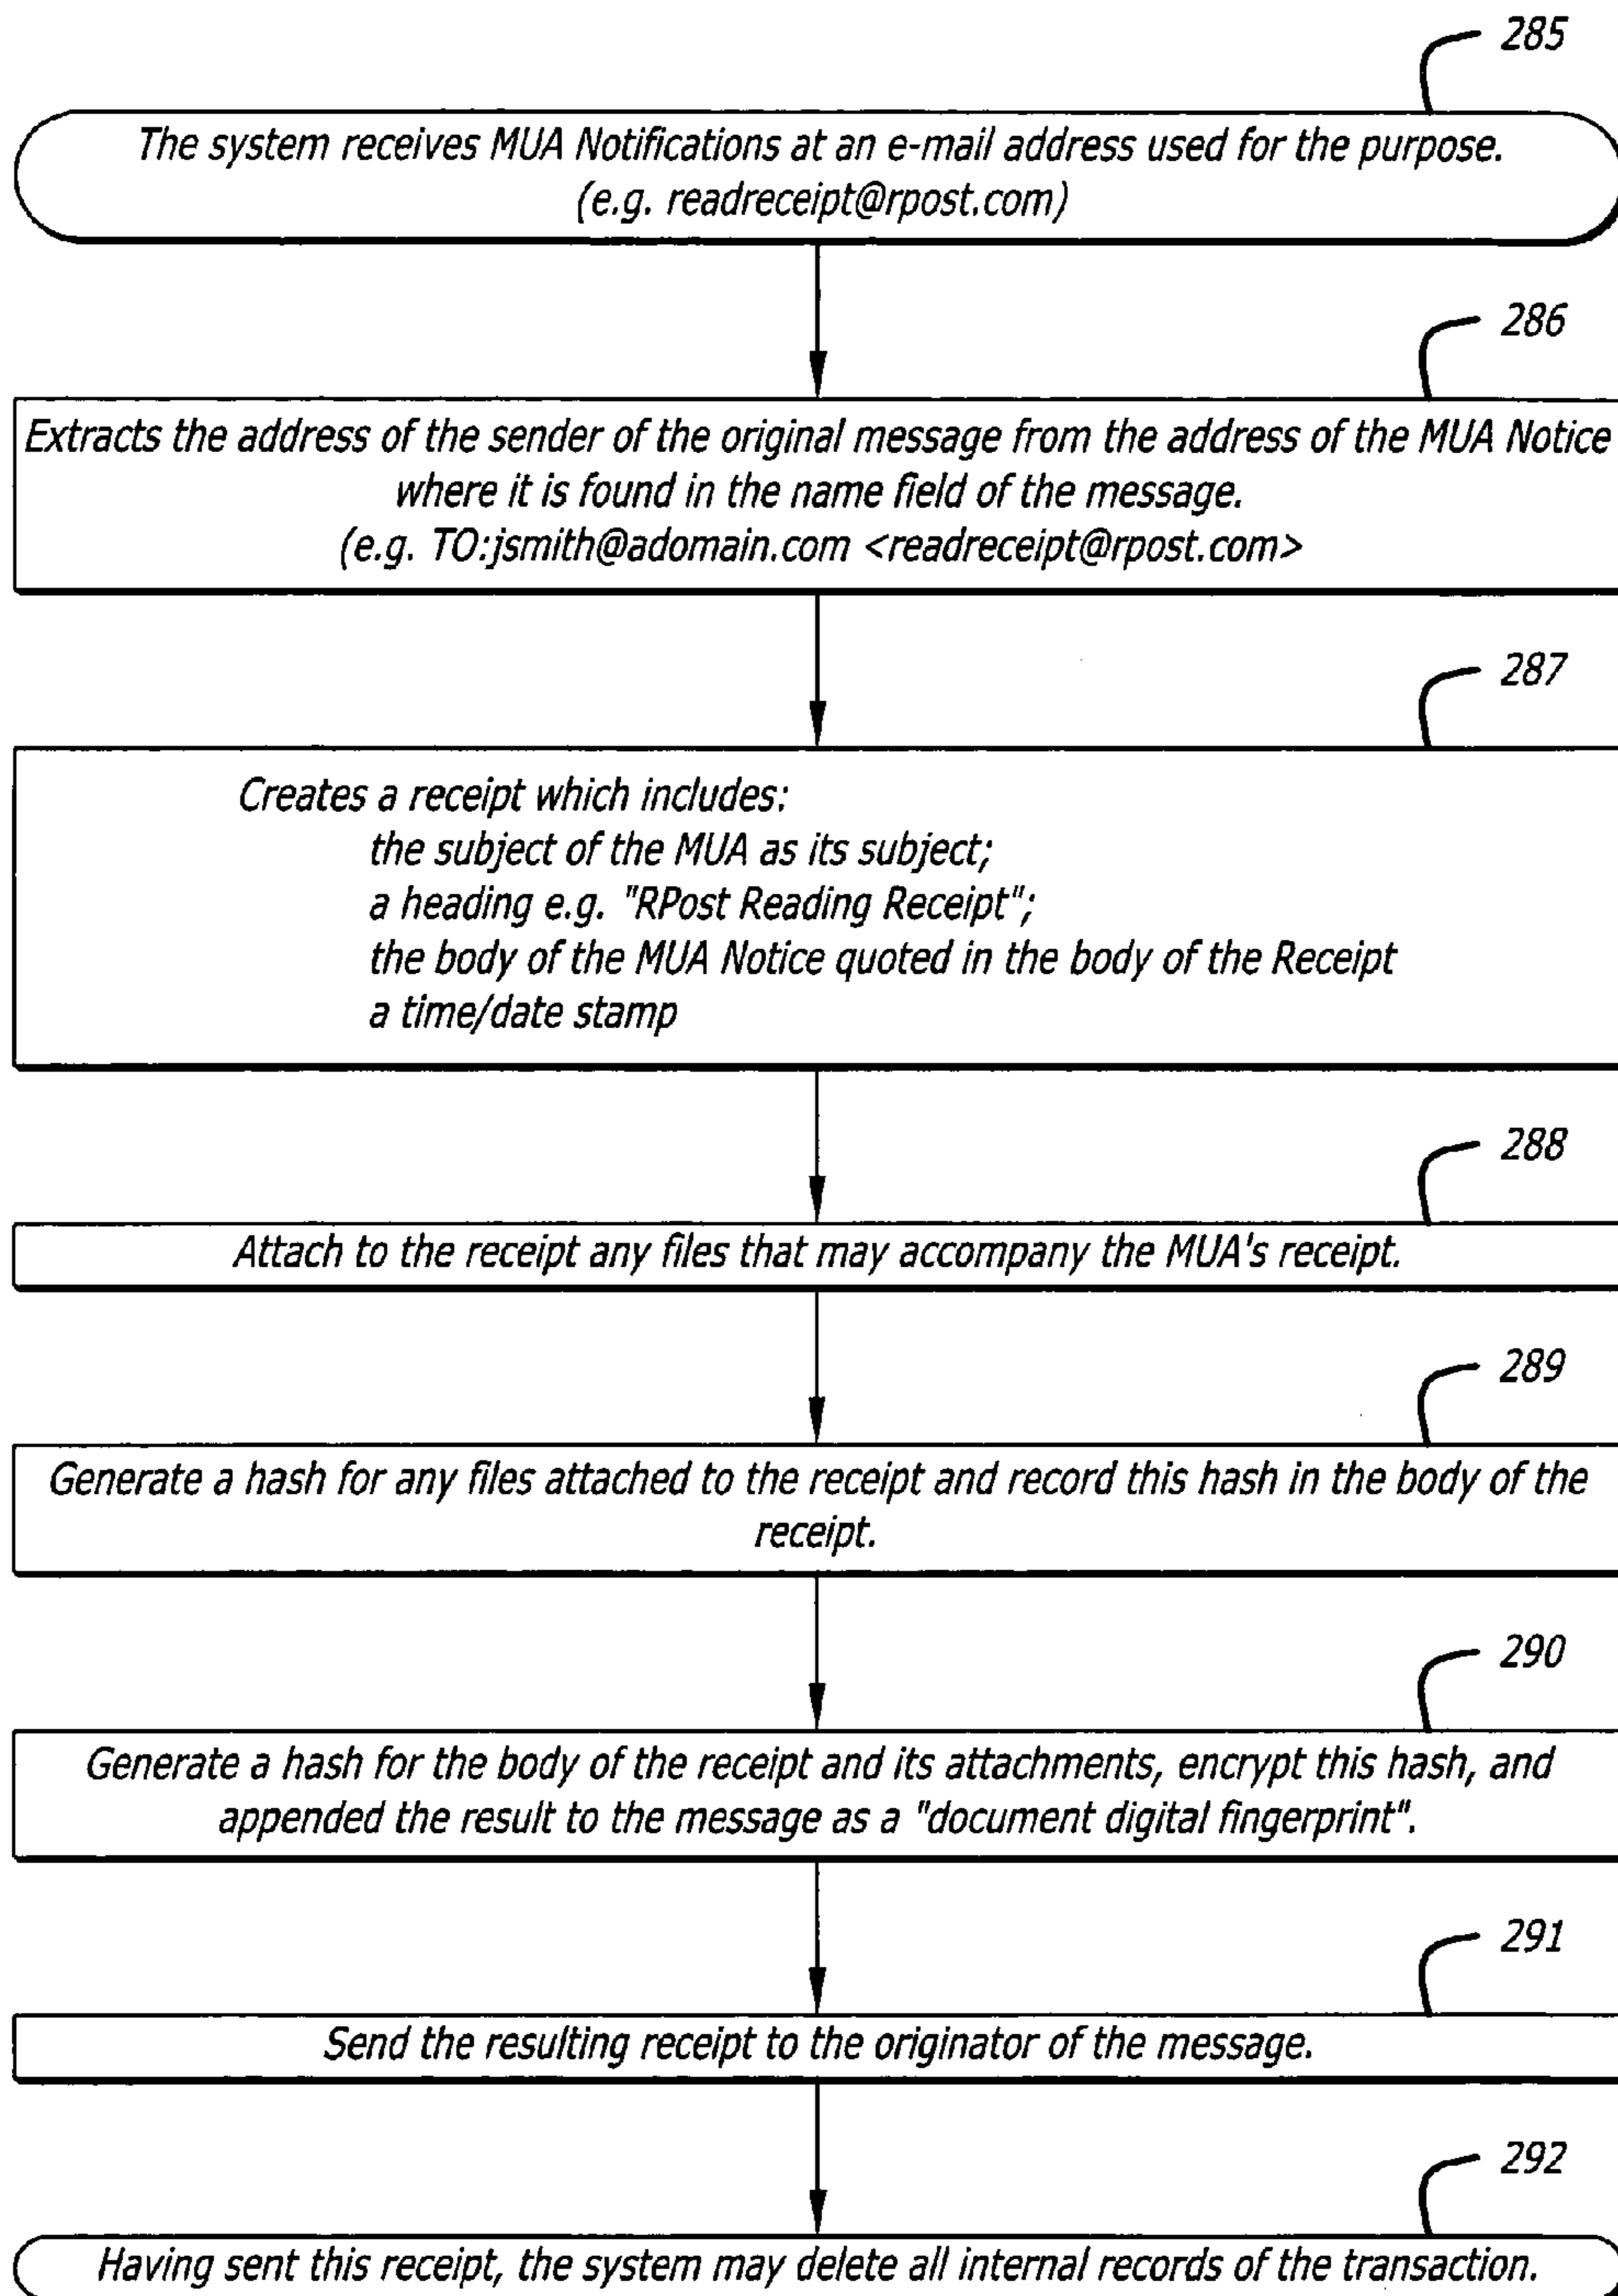 285
The system receives MUA Notifications at an e-mail address used for the purpose.
(e.g. readreceipt@rpost.com)
286
Extracts the address of the sender of the original message from the address of the MUA Notice
where it is found in the name field of the message.
(e.g. TO:jsmith@adomain.com <readreceipt@rpost.com>
287
Creates a receipt which includes:
the subject of the MUA as its subject;
a heading e.g. "RPost Reading Receipt";
the body of the MUA Notice quoted in the body of the Receipt
a time/date stamp
288
Attach to the receipt any files that may accompany the MUA's receipt.
289
Generate a hash for any files attached to the receipt and record this hash in the body of the
receipt.
290
Generate a hash for the body of the receipt and its attachments, encrypt this hash, and
appended the result to the message as a "document digital fingerprint".
291
Send the resulting receipt to the originator of the message.
292
Having sent this receipt, the system may delete all internal records of the transaction.